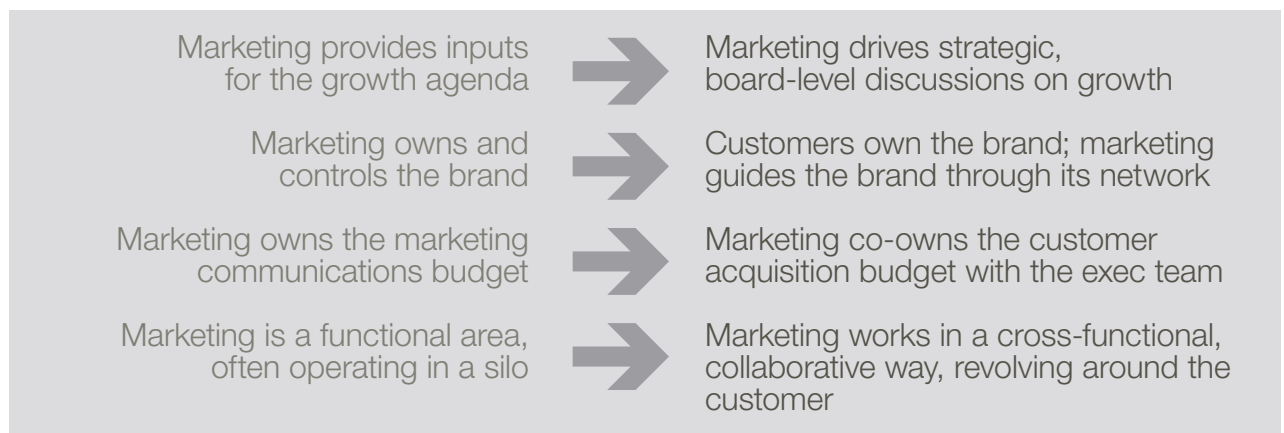 Marketing provides inputs
for the growth agenda
Marketing drives strategic,
board-level discussions on growth
Marketing owns and
controls the brand
Customers own the brand; marketing
guides the brand through its network
Marketing owns the marketing
communications budget
Marketing co-owns the customer
acquisition budget with the exec team
Marketing is a functional area,
often operating in a silo
Marketing works in a cross-functional,
collaborative way, revolving around the
customer